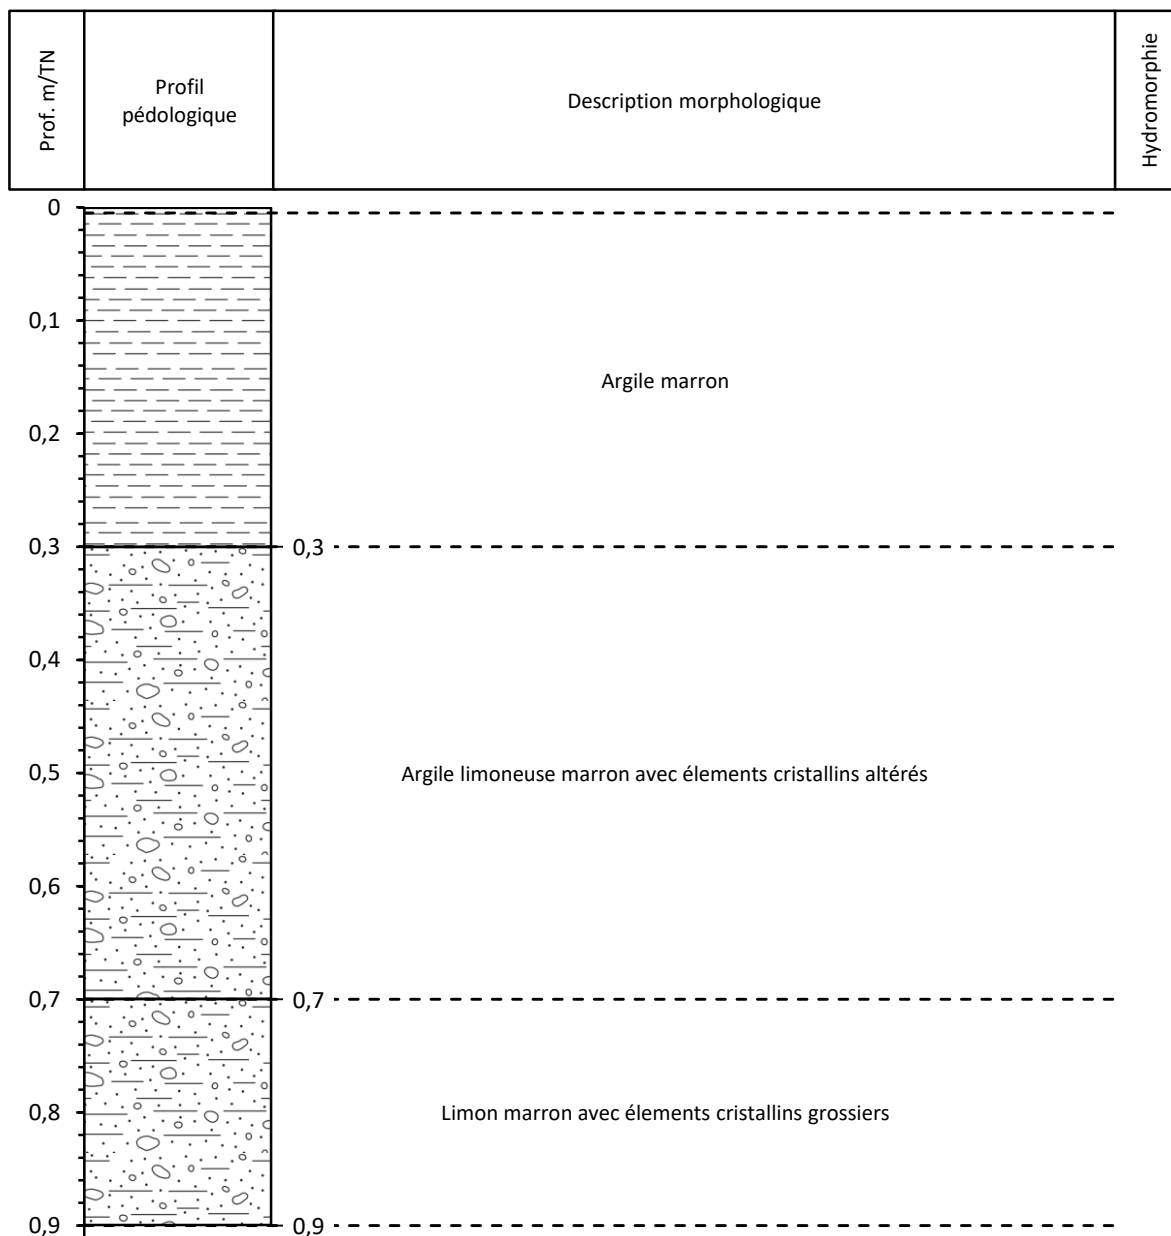 Prof. m/TN
Profil
pédologique
Description morphologique
Hydromorphie
0
0,1
Argile marron
0,2
0,3
0,3
0,4
Argile limoneuse marron avec élements cristallins altérés
0,5
0,6
0,7
0,7
0,8
Limon marron avec élements cristallins grossiers
0,9
0,9